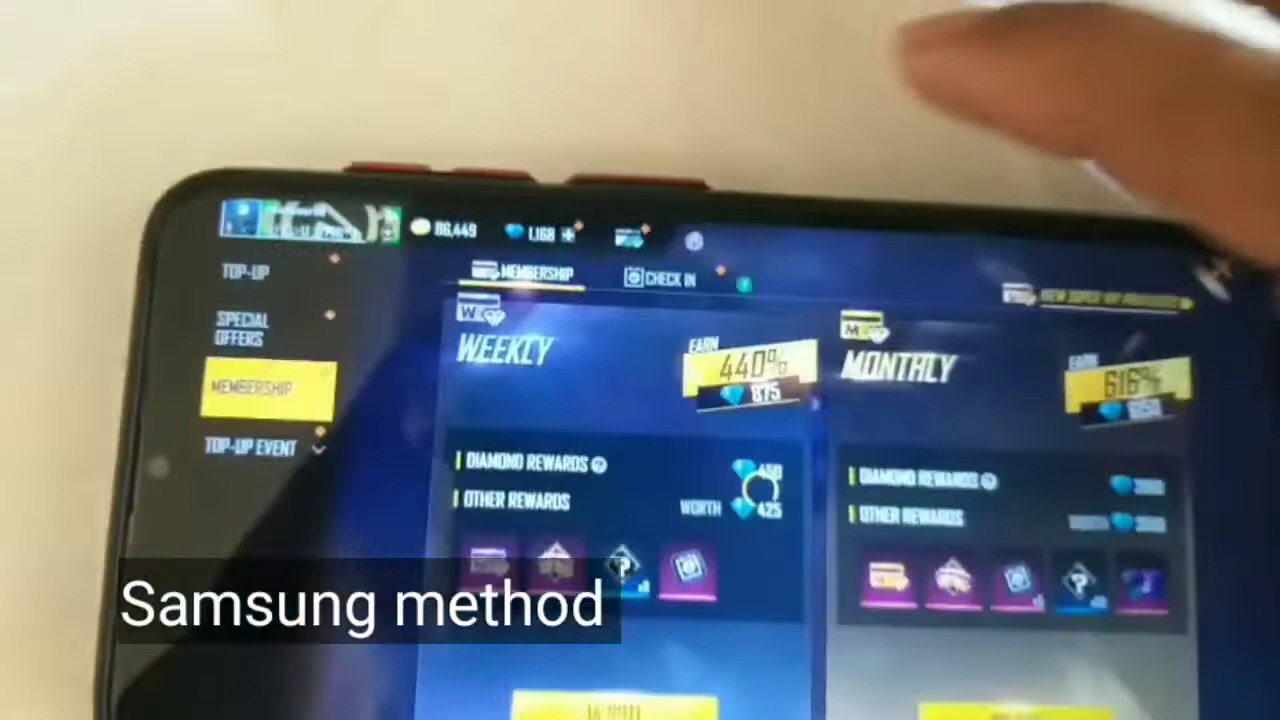 86,449
1,168
TOP-UP
MEMBERSHIP
CHECK IN
SPECIAL
OFFERS
WEEKLY
EARN
440%
875
MONTHLY
EARN
616%
MEMBERSHIP
TOP-UP EVENT
DIAMOND REWARDS
450
OTHER REWARDS
WORTH
425
DIAMOND REWARDS
OTHER REWARDS
Samsung method